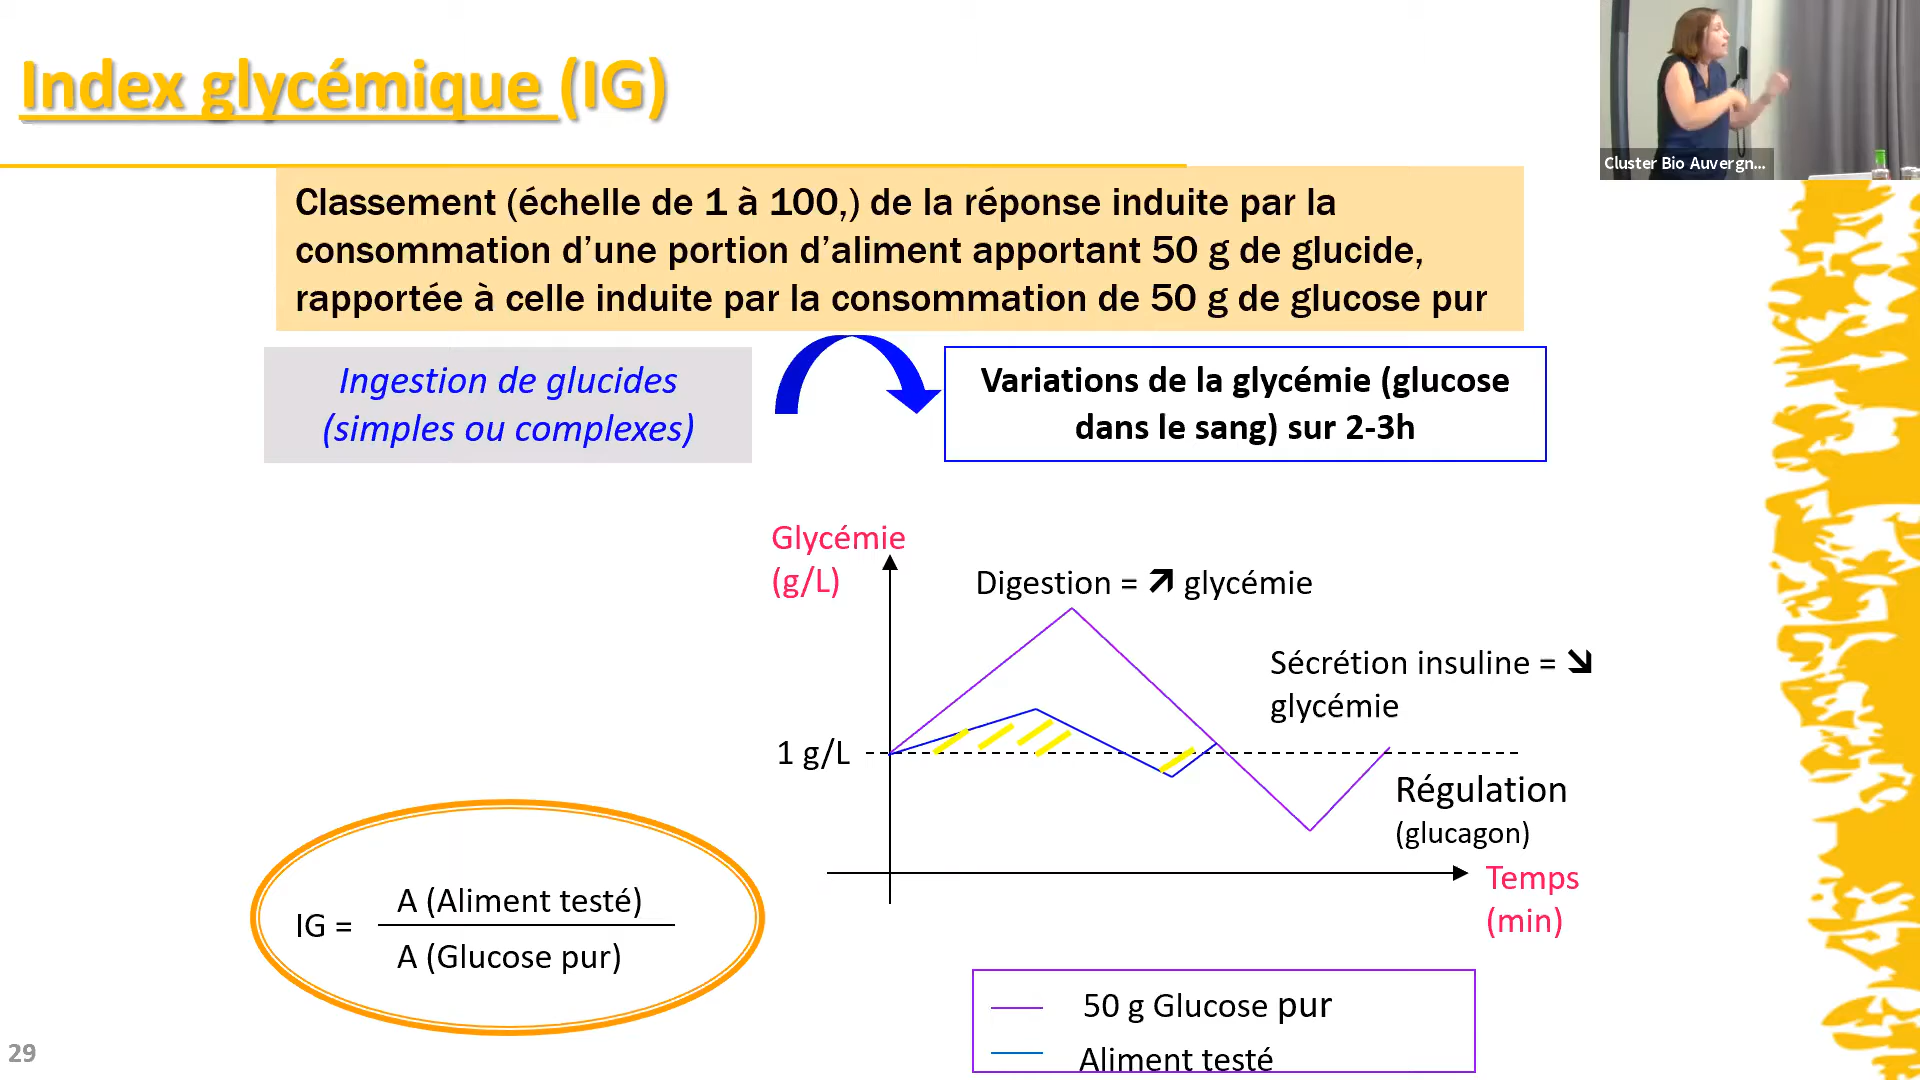 Index glycémique (IG)
Cluster Bio Auvergn...
Classement (échelle de 1 à 100,) de la réponse induite par la
consommation d’une portion d’aliment apportant 50 g de glucide,
rapportée à celle induite par la consommation de 50 g de glucose pur
Ingestion de glucides
(simples ou complexes)
Variations de la glycémie (glucose
dans le sang) sur 2-3h
Glycémie
(g/L)
Digestion = ↗ glycémie
Sécrétion insuline = ↘
glycémie
1 g/L
Régulation
(glucagon)
Temps
(min)
IG =
A (Aliment testé)
A (Glucose pur)
50 g Glucose pur
Aliment testé
29